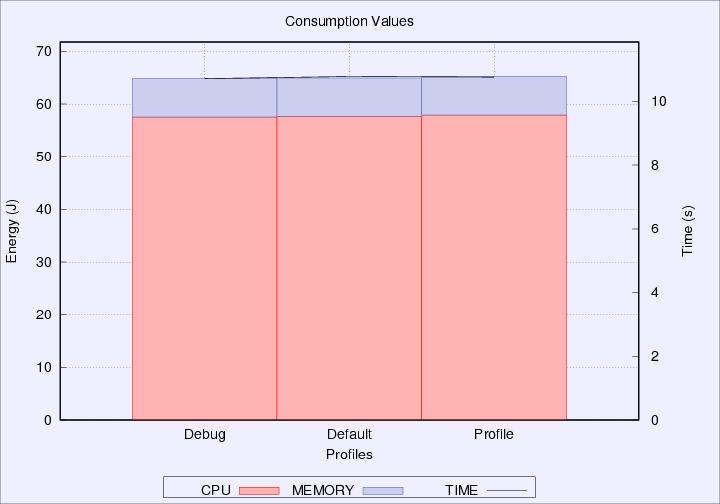 Consumption Values
70
60
50
40
30
20
10
0
Energy (J)
10
8
6
4
2
0
Time (s)
Debug Default Profile
Profiles
CPU MEMORY TIME